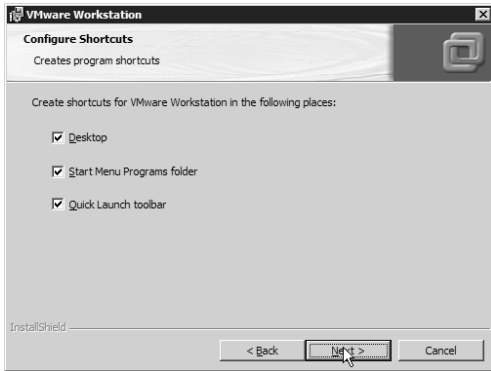 VMware Workstation
Configure Shortcuts
Creates program shortcuts
Create shortcuts for VMware Workstation in the following places:
Desktop
Start Menu Programs folder
Quick Launch toolbar
InstallShield
< Back Next > Cancel